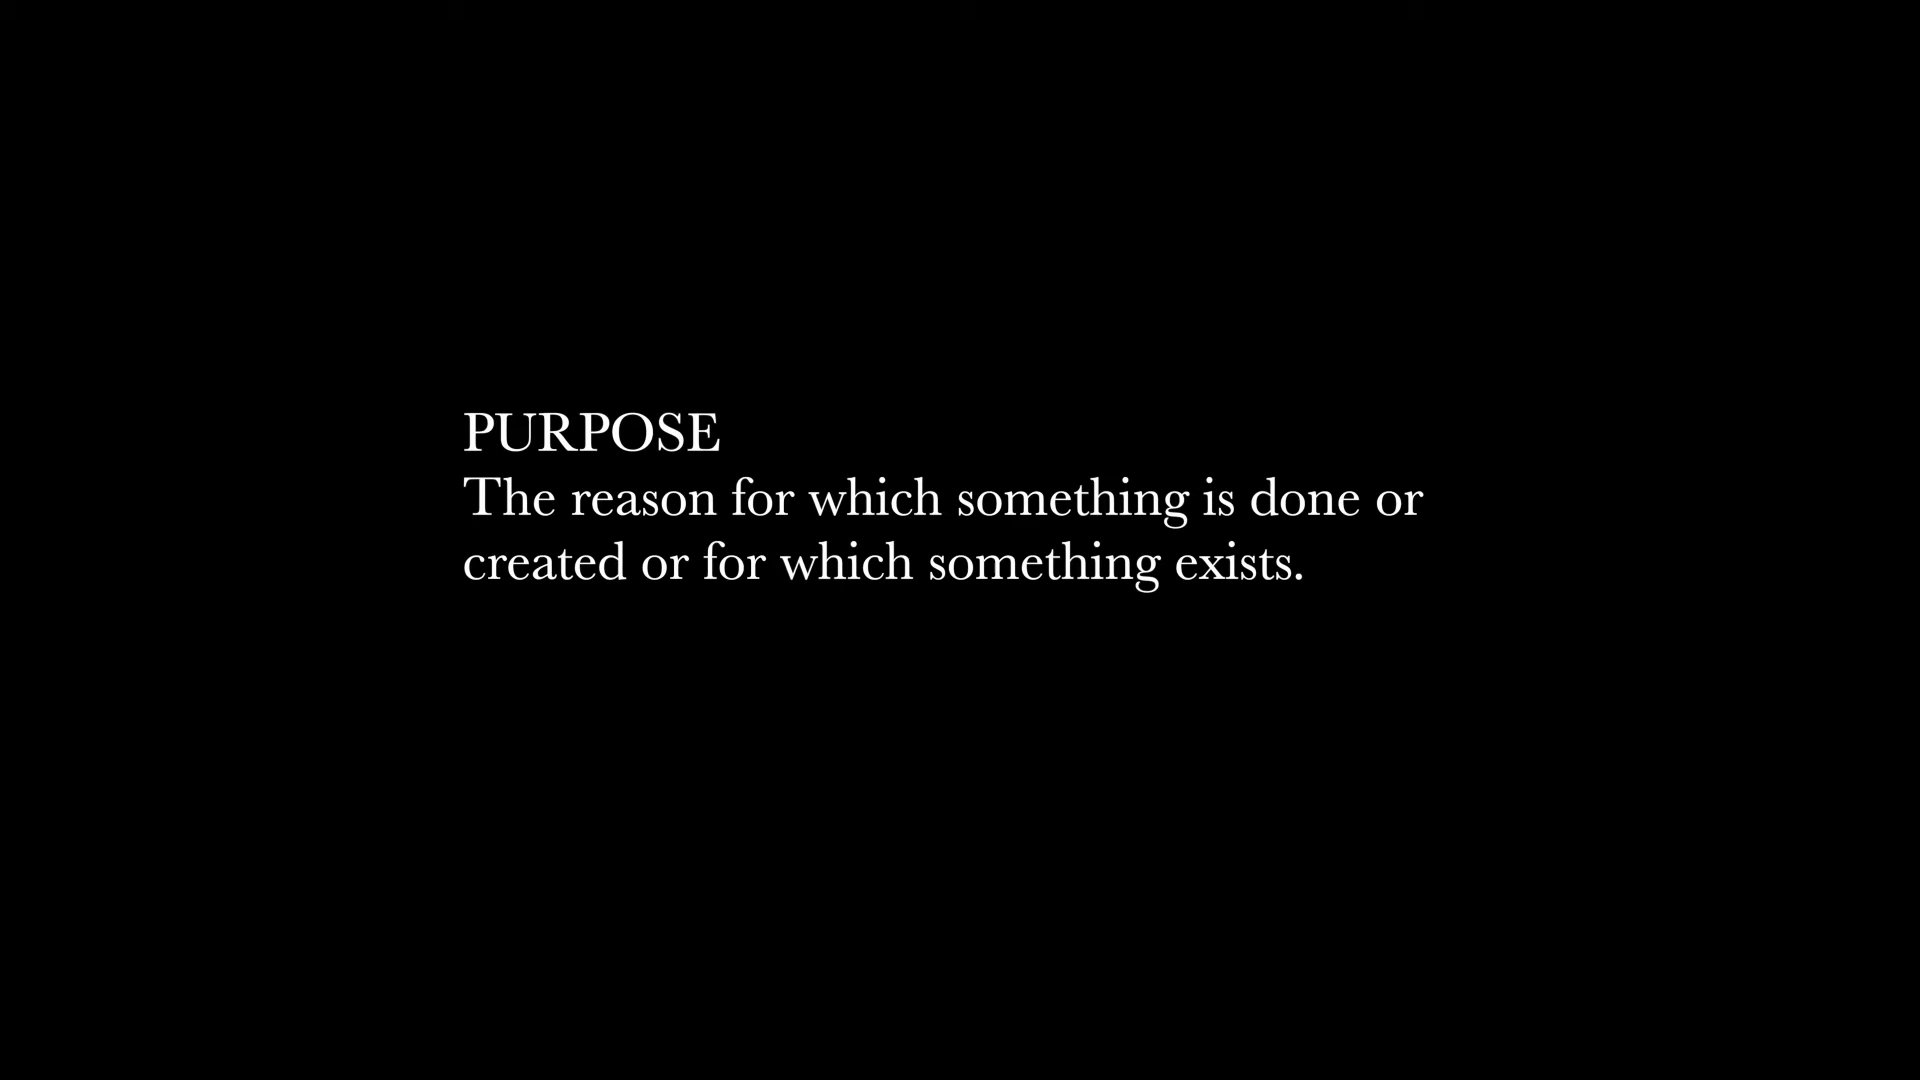 PURPOSE
The reason for which something is done or
created or for which something exists.